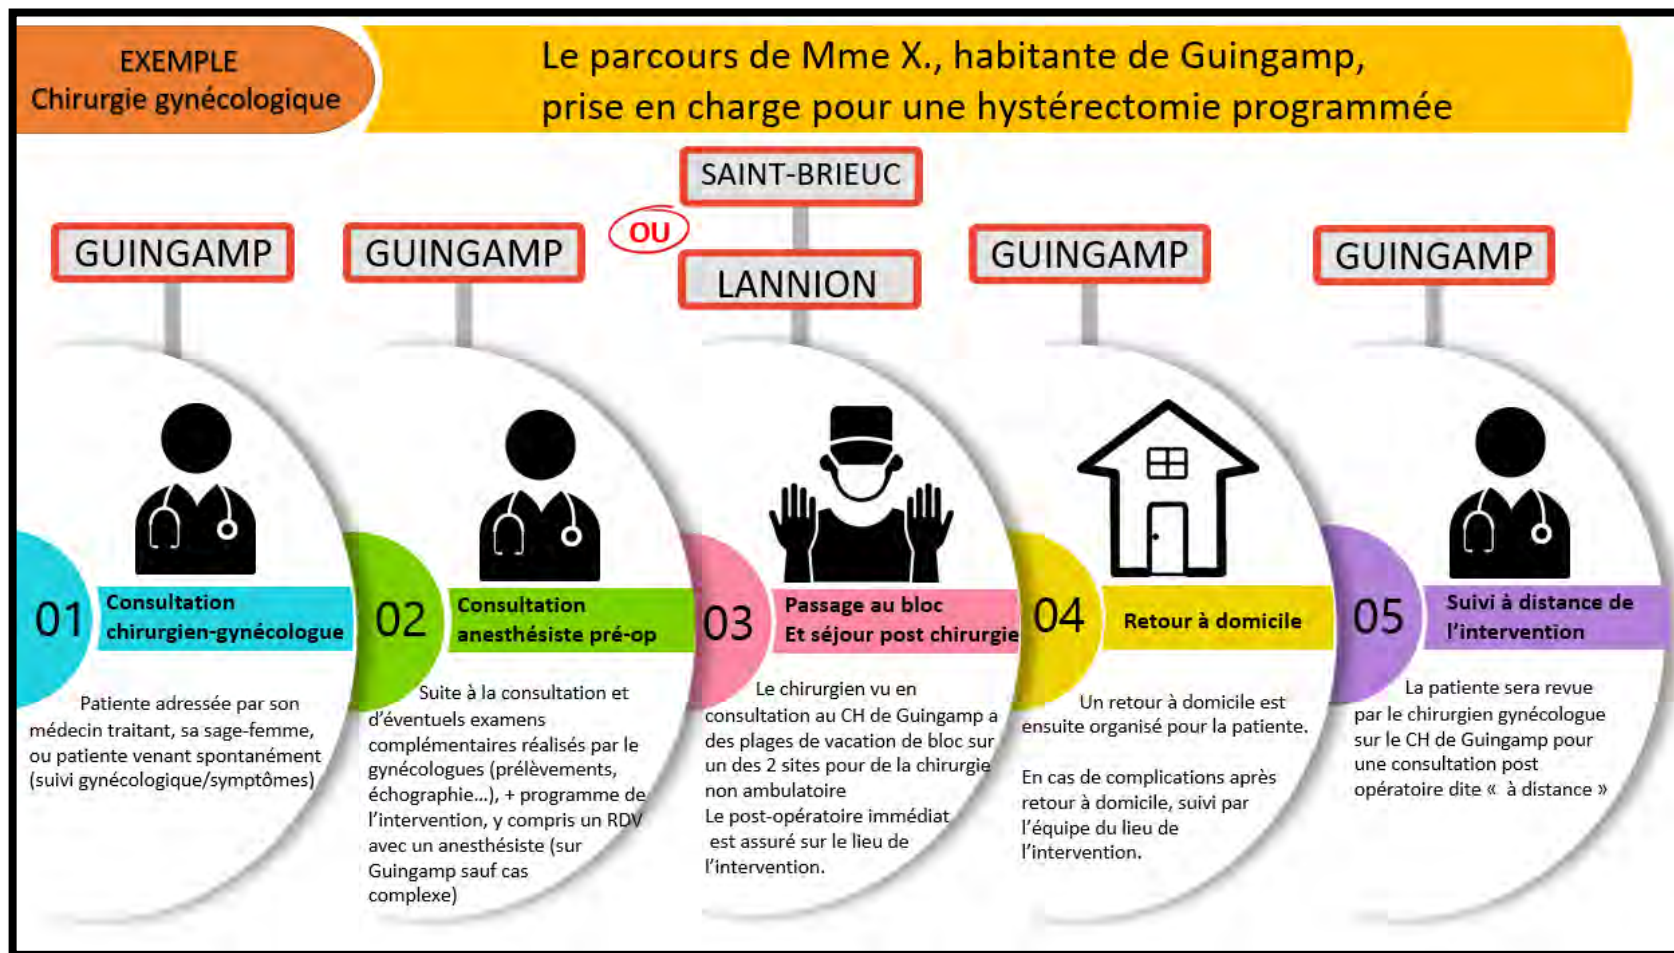 EXEMPLE
Chirurgie gynécologique
Le parcours de Mme X., habitante de Guingamp,
prise en charge pour une hystérectomie programmée
GUINGAMP
GUINGAMP
SAINT-BRIEUC
OU
LANNION
GUINGAMP
GUINGAMP
01
Consultation
chirurgien-gynécologue
Patiente adressée par son
médecin traitant, sa sage-femme,
ou patiente venant spontanément
(suivi gynécologique/symptômes)
02
Consultation
anesthésiste pré-op
Suite à la consultation et
d'éventuels examens
complémentaires réalisés par le
gynécologues (prélèvements,
échographie...), + programme de
l'intervention, y compris un RDV
avec un anesthésiste (sur
Guingamp sauf cas
complexe)
03
Passage au bloc
Et séjour post chirurgie
Le chirurgien vu en
consultation au CH de Guingamp a
des plages de vacation de bloc sur
un des 2 sites pour de la chirurgie
non ambulatoire
Le post-opératoire immédiat
est assuré sur le lieu de
l'intervention.
04
Retour à domicile
Un retour à domicile est
ensuite organisé pour la patiente.
En cas de complications après
retour à domicile, suivi par
l'équipe du lieu de
l'intervention.
05
Suivi à distance de
l'intervention
La patiente sera revue
par le chirurgien gynécologue
sur le CH de Guingamp pour
une consultation post
opératoire dite « à distance »